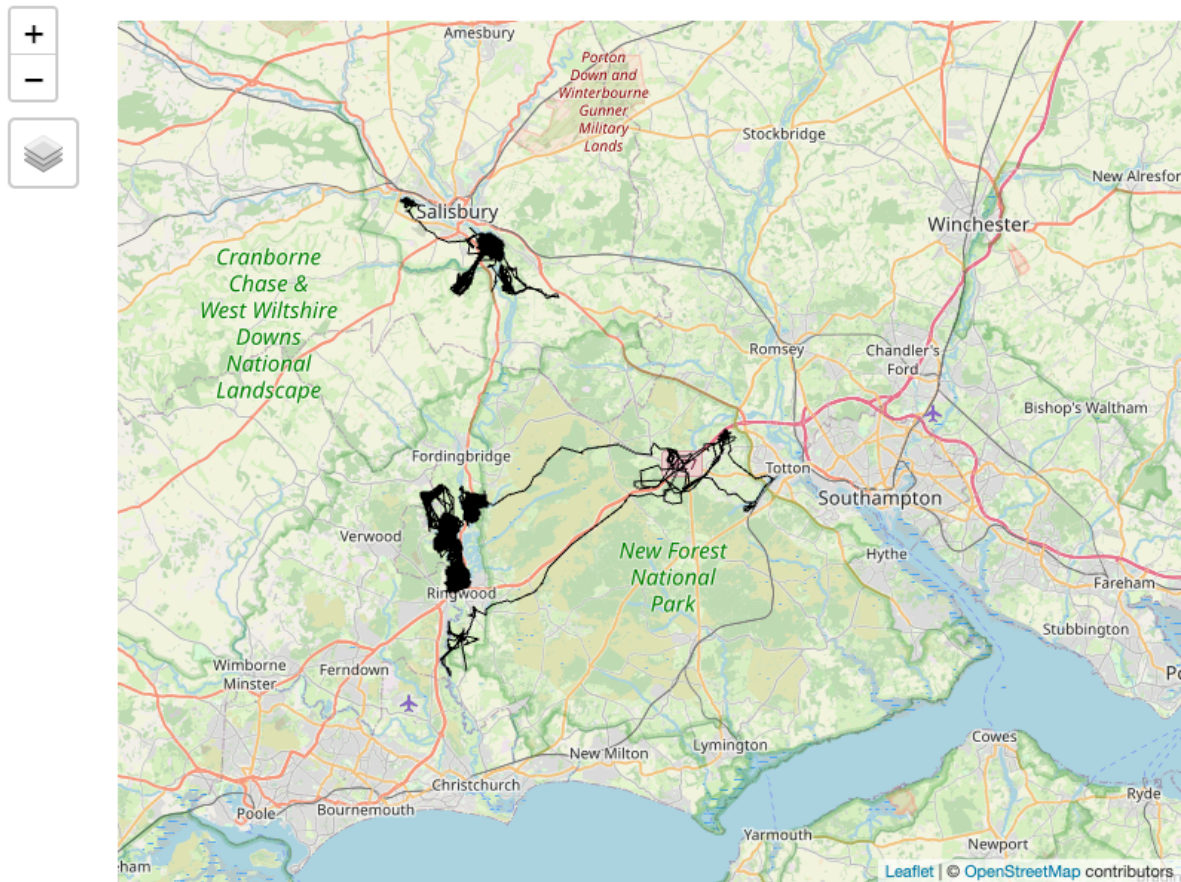 +
−
Amesbury
Porton
Down and
Winterbourne
Gunner
Military
Lands
Stockbridge
New Alresfor
Salisbury
Winchester
Cranborne
Chase &
West Wiltshire
Downs
National
Landscape
Romsey
Chandler's
Ford
Bishop's Waltham
Fordingbridge
Totton
Southampton
Verwood
New Forest
National
Park
Hythe
Ringwood
Fareham
Stubbington
Wimborne
Minster
Ferndown
Po
New Milton
Lymington
Cowes
Christchurch
Ryde
Poole
Bournemouth
Yarmouth
Newport
ham
Leaflet | © OpenStreetMap contributors